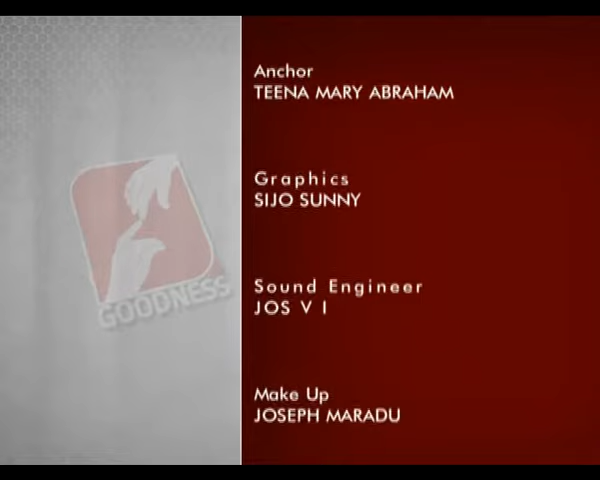 Anchor
TEENA MARY ABRAHAM
Graphics
SIJO SUNNY
Sound Engineer
JOS V I
Make Up
JOSEPH MARADU
GOODNESS